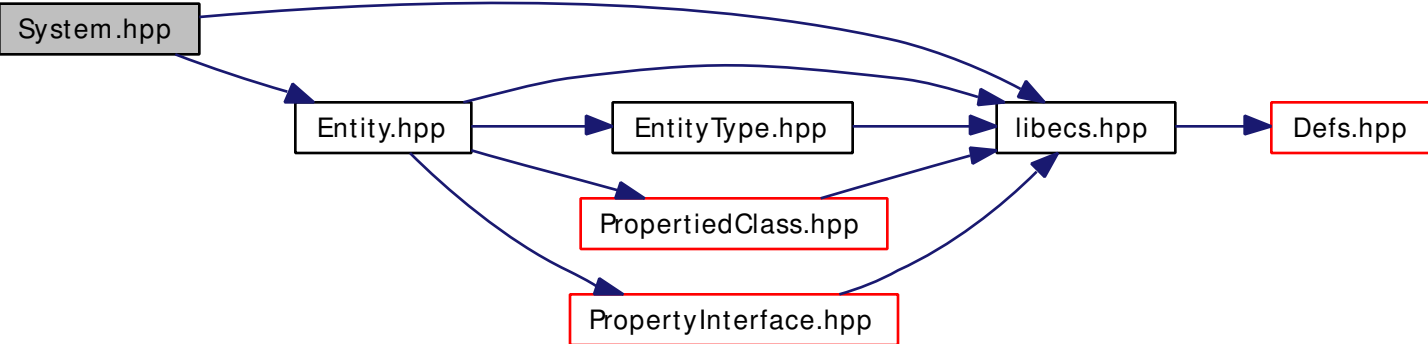 System.hpp
Entity.hpp
EntityType.hpp
libecs.hpp
Defs.hpp
PropertiedClass.hpp
PropertyInterface.hpp